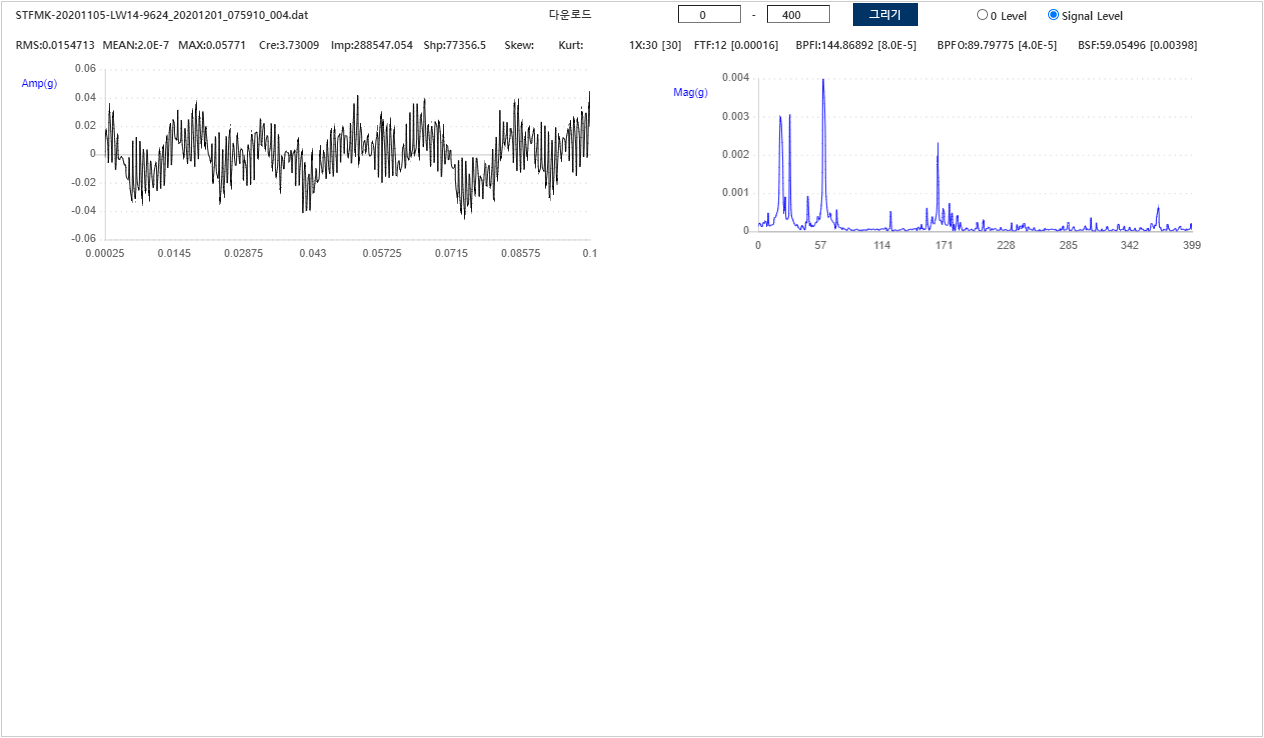 STFMK-20201105-LW14-9624_20201201_075910_004.dat 다운로드 0 - 400 그리기 0 Level Signal Level
RMS:0.0154713 MEAN:2.0E-7 MAX:0.05771 Cre:3.73009 Imp:288547.054 Shp:77356.5 Skew: Kurt: 1X:30 [30] FTF:12 [0.00016] BPFI:144.86892 [8.0E-5] BPFO:89.79775 [4.0E-5] BSF:59.05496 [0.00398]
Amp(g)
0.06
0.04
0.02
0
-0.02
-0.04
-0.06
0.00025 0.0145 0.02875 0.043 0.05725 0.0715 0.08575 0.1
Mag(g)
0.004
0.003
0.002
0.001
0
0 57 114 171 228 285 342 399